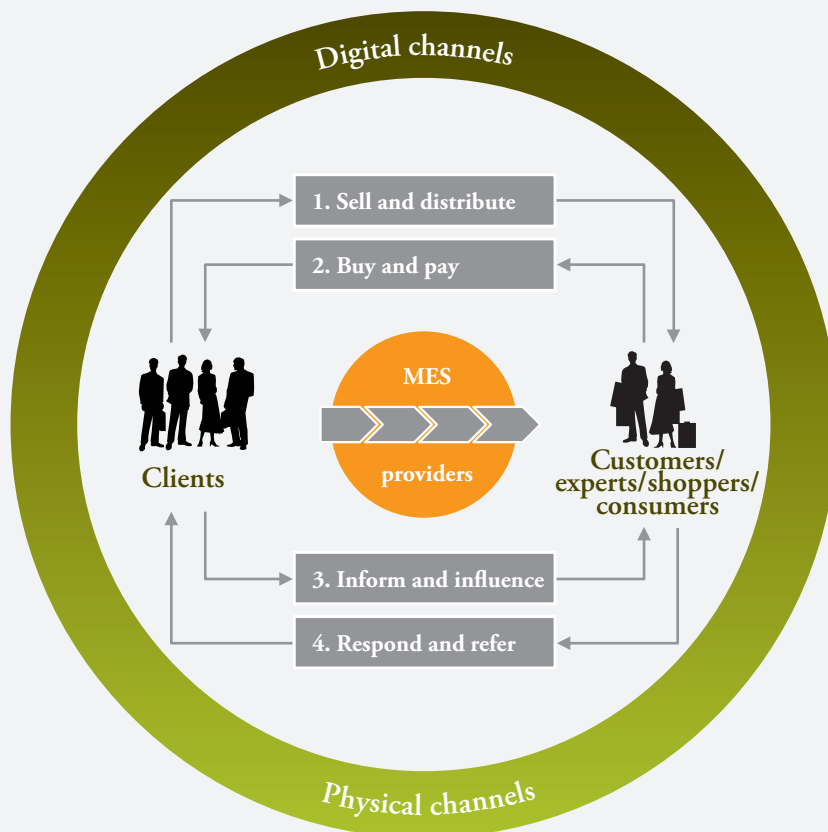 Digital channels
1. Sell and distribute
2. Buy and pay
MES
providers
Clients
Customers/
experts/shoppers/
consumers
3. Inform and influence
4. Respond and refer
Physical channels